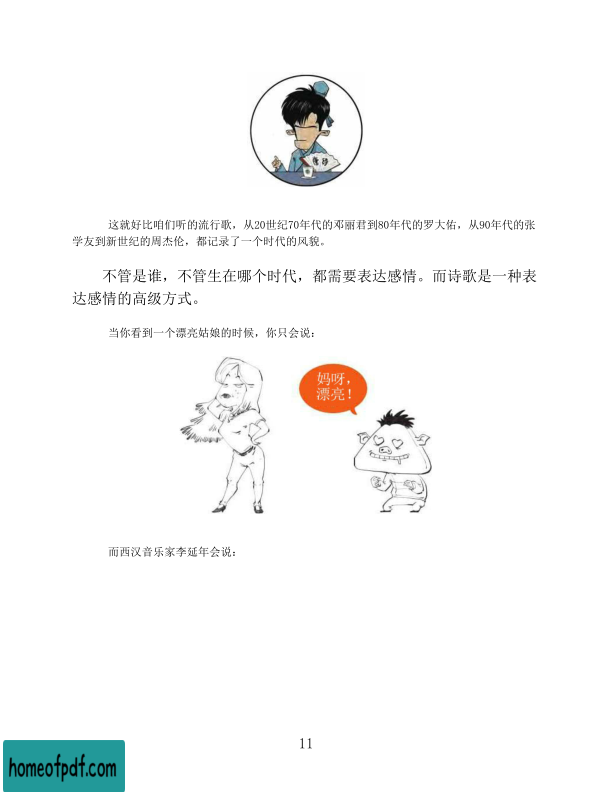 这就好比咱们听的流行歌，从20世纪70年代的邓丽君到80年代的罗大佑，从90年代的张
学友到新世纪的周杰伦，都记录了一个时代的风貌。
不管是谁，不管生在哪个时代，都需要表达感情。而诗歌是一种表
达感情的高级方式。
当你看到一个漂亮姑娘的时候，你只会说：
妈呀，
漂亮！
而西汉音乐家李延年会说：
11
homeofpdf.com